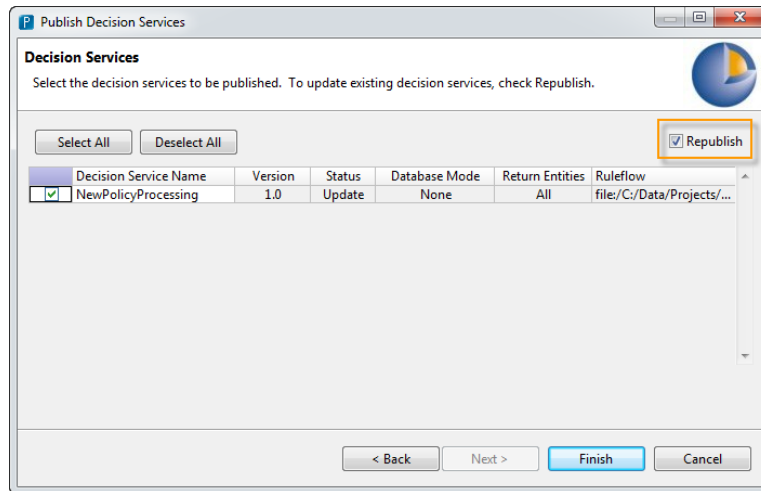 Publish Decision Services
Decision Services
Select the decision services to be published. To update existing decision services, check Republish.
Select All Deselect All Republish
Decision Service Name Version Status Database Mode Return Entities Ruleflow
NewPolicyProcessing 1.0 Update None All file:/C:/Data/Projects/...
< Back Next > Finish Cancel